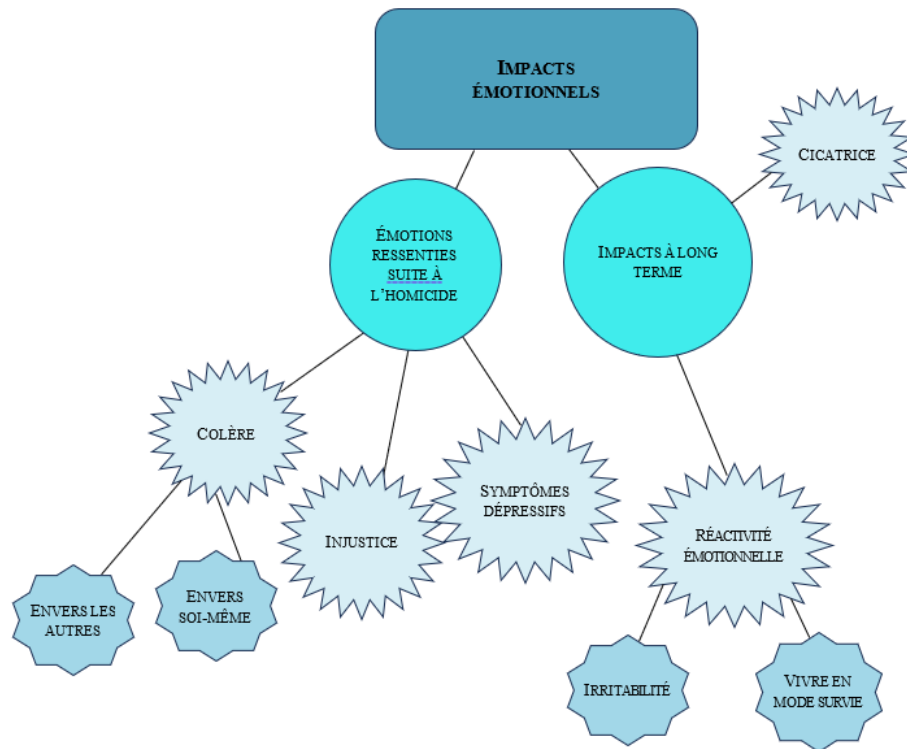 IMPACTS
ÉMOTIONNELS
CICATRICE
ÉMOTIONS
RESSENTIES
SUITE À
L'HOMICIDE
IMPACTS À LONG
TERME
COLÈRE
INJUSTICE
SYMPTÔMES
DÉPRESSIFS
RÉACTIVITÉ
ÉMOTIONNELLE
ENVERS LES
AUTRES
ENVERS
SOI-MÊME
IRRITABILITÉ
VIVRE EN
MODE SURVIE